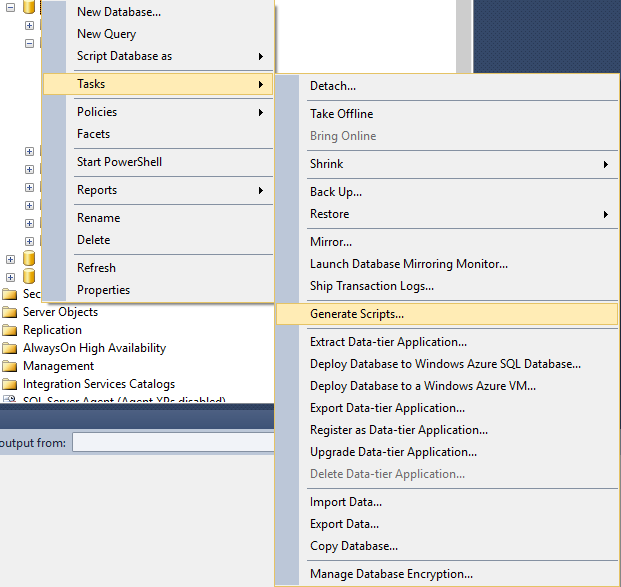 New Database...
New Query
Script Database as
Tasks
Policies
Facets
Start PowerShell
Reports
Rename
Delete
Refresh
Properties
Detach...
Take Offline
Bring Online
Shrink
Back Up...
Restore
Mirror...
Launch Database Mirroring Monitor...
Ship Transaction Logs...
Generate Scripts...
Extract Data-tier Application...
Deploy Database to Windows Azure SQL Database...
Deploy Database to a Windows Azure VM...
Export Data-tier Application...
Register as Data-tier Application...
Upgrade Data-tier Application...
Delete Data-tier Application...
Import Data...
Export Data...
Copy Database...
Manage Database Encryption...
Sec
Server Objects
Replication
AlwaysOn High Availability
Management
Integration Services Catalogs
SQL Server Agent (Agent XPs disabled)
output from: